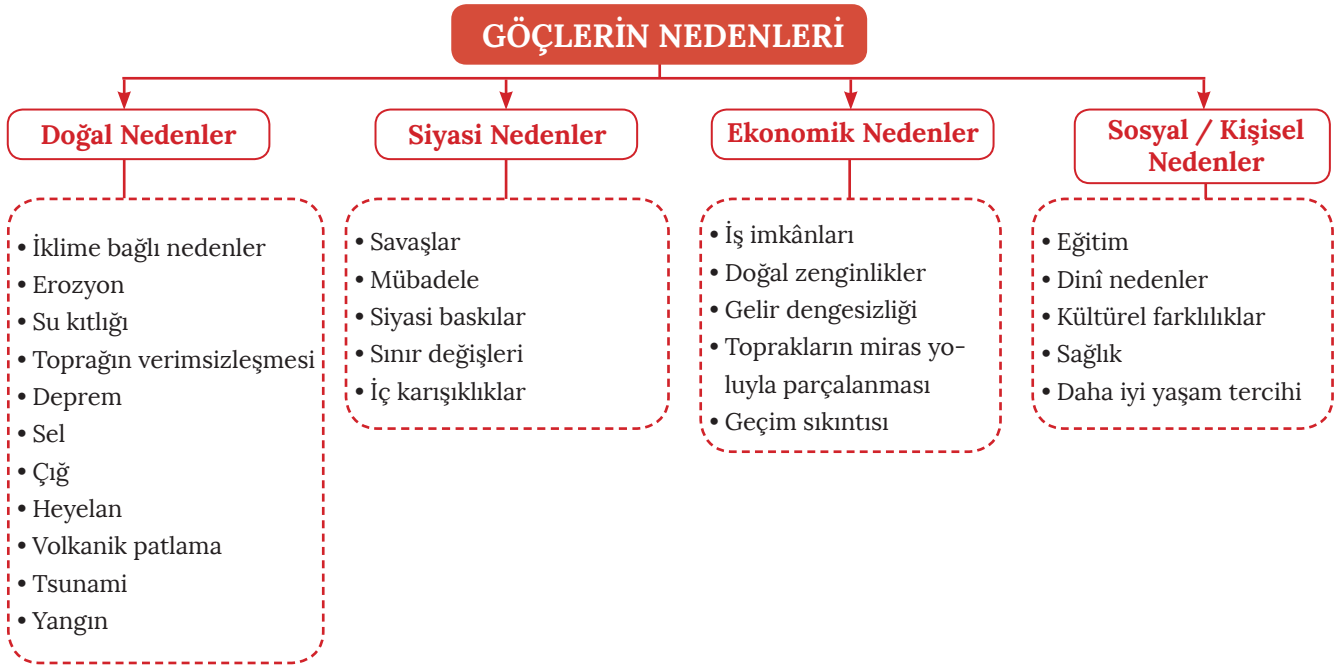 GÖÇLERİN NEDENLERİ
Doğal Nedenler
• İklime bağlı nedenler
• Erozyon
• Su kıtlığı
• Toprağın verimsizleşmesi
• Deprem
• Sel
• Çığ
• Heyelan
• Volkanik patlama
• Tsunami
• Yangın
Siyasi Nedenler
• Savaşlar
• Mübadele
• Siyasi baskılar
• Sınır değişleri
• İç karışıklıklar
Ekonomik Nedenler
• İş imkânları
• Doğal zenginlikler
• Gelir dengesizliği
• Toprakların miras yo-
luyla parçalanması
• Geçim sıkıntısı
Sosyal / Kişisel
Nedenler
• Eğitim
• Dinî nedenler
• Kültürel farklılıklar
• Sağlık
• Daha iyi yaşam tercihi